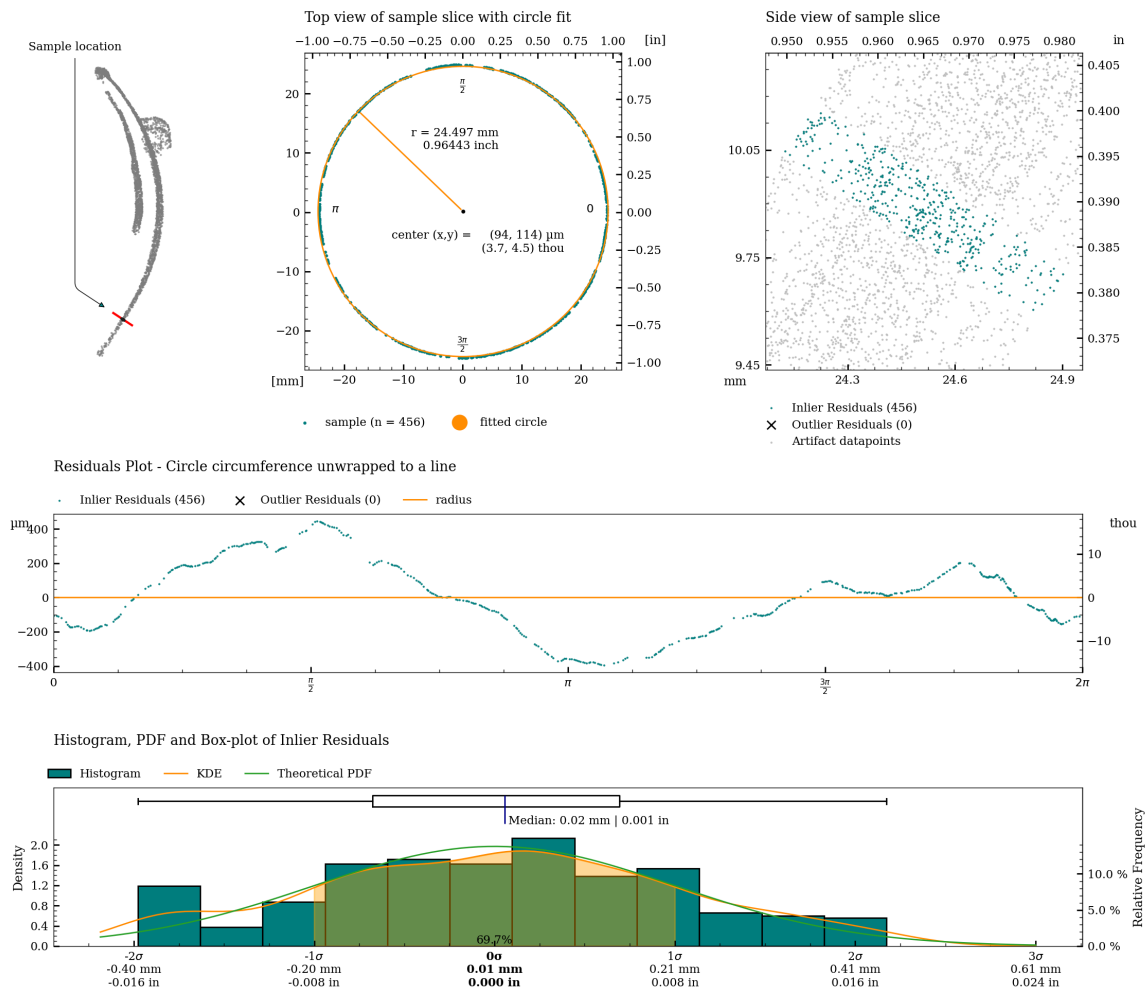 Sample location
Top view of sample slice with circle fit
−1.00 −0.75 −0.50 −0.25 0.00 0.25 0.50 0.75 1.00 [in]
20
10
0
−10
−20
[mm]
−20 −10 0 10 20
1.00
0.75
0.50
0.25
0.00
−0.25
−0.50
−0.75
−1.00
π/2
r = 24.497 mm
0.96443 inch
π
0
center (x,y) = (94, 114) µm
(3.7, 4.5) thou
3π/2
sample (n = 456) fitted circle
Side view of sample slice
0.950 0.955 0.960 0.965 0.970 0.975 0.980 in
10.05
9.75
9.45
mm
24.3 24.6 24.9
0.405
0.400
0.395
0.390
0.385
0.380
0.375
Inlier Residuals (456)
Outlier Residuals (0)
Artifact datapoints
Residuals Plot - Circle circumference unwrapped to a line
Inlier Residuals (456) Outlier Residuals (0) radius
µm
400
200
0
−200
−400
thou
10
0
−10
0 π/2 π 3π/2 2π
Histogram, PDF and Box-plot of Inlier Residuals
Histogram KDE Theoretical PDF
Median: 0.02 mm | 0.001 in
Density
2.0
1.6
1.2
0.8
0.4
0.0
69.7%
Relative Frequency
10.0 %
5.0 %
0.0 %
-2σ -1σ 0σ 1σ 2σ 3σ
-0.40 mm -0.20 mm 0.01 mm 0.21 mm 0.41 mm 0.61 mm
-0.016 in -0.008 in 0.000 in 0.008 in 0.016 in 0.024 in